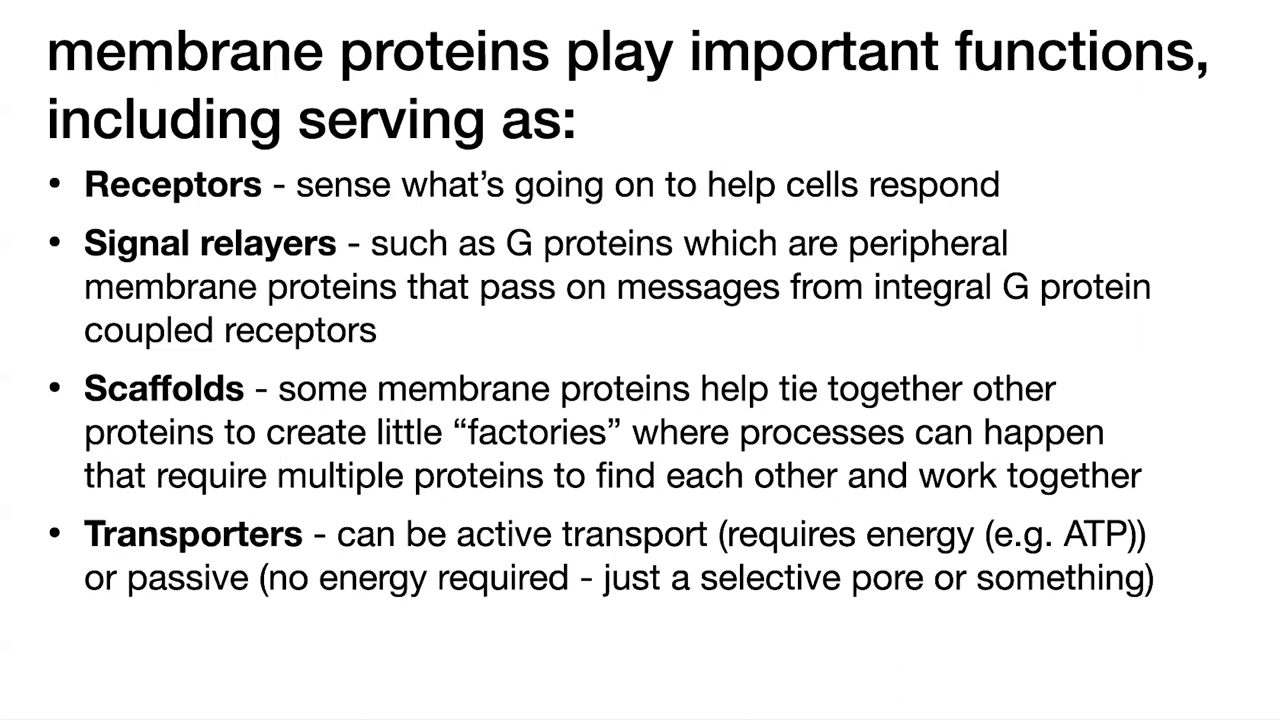 membrane proteins play important functions,
including serving as:
• Receptors - sense what’s going on to help cells respond
• Signal relayers - such as G proteins which are peripheral
membrane proteins that pass on messages from integral G protein
coupled receptors
• Scaffolds - some membrane proteins help tie together other
proteins to create little “factories” where processes can happen
that require multiple proteins to find each other and work together
• Transporters - can be active transport (requires energy (e.g. ATP))
or passive (no energy required - just a selective pore or something)